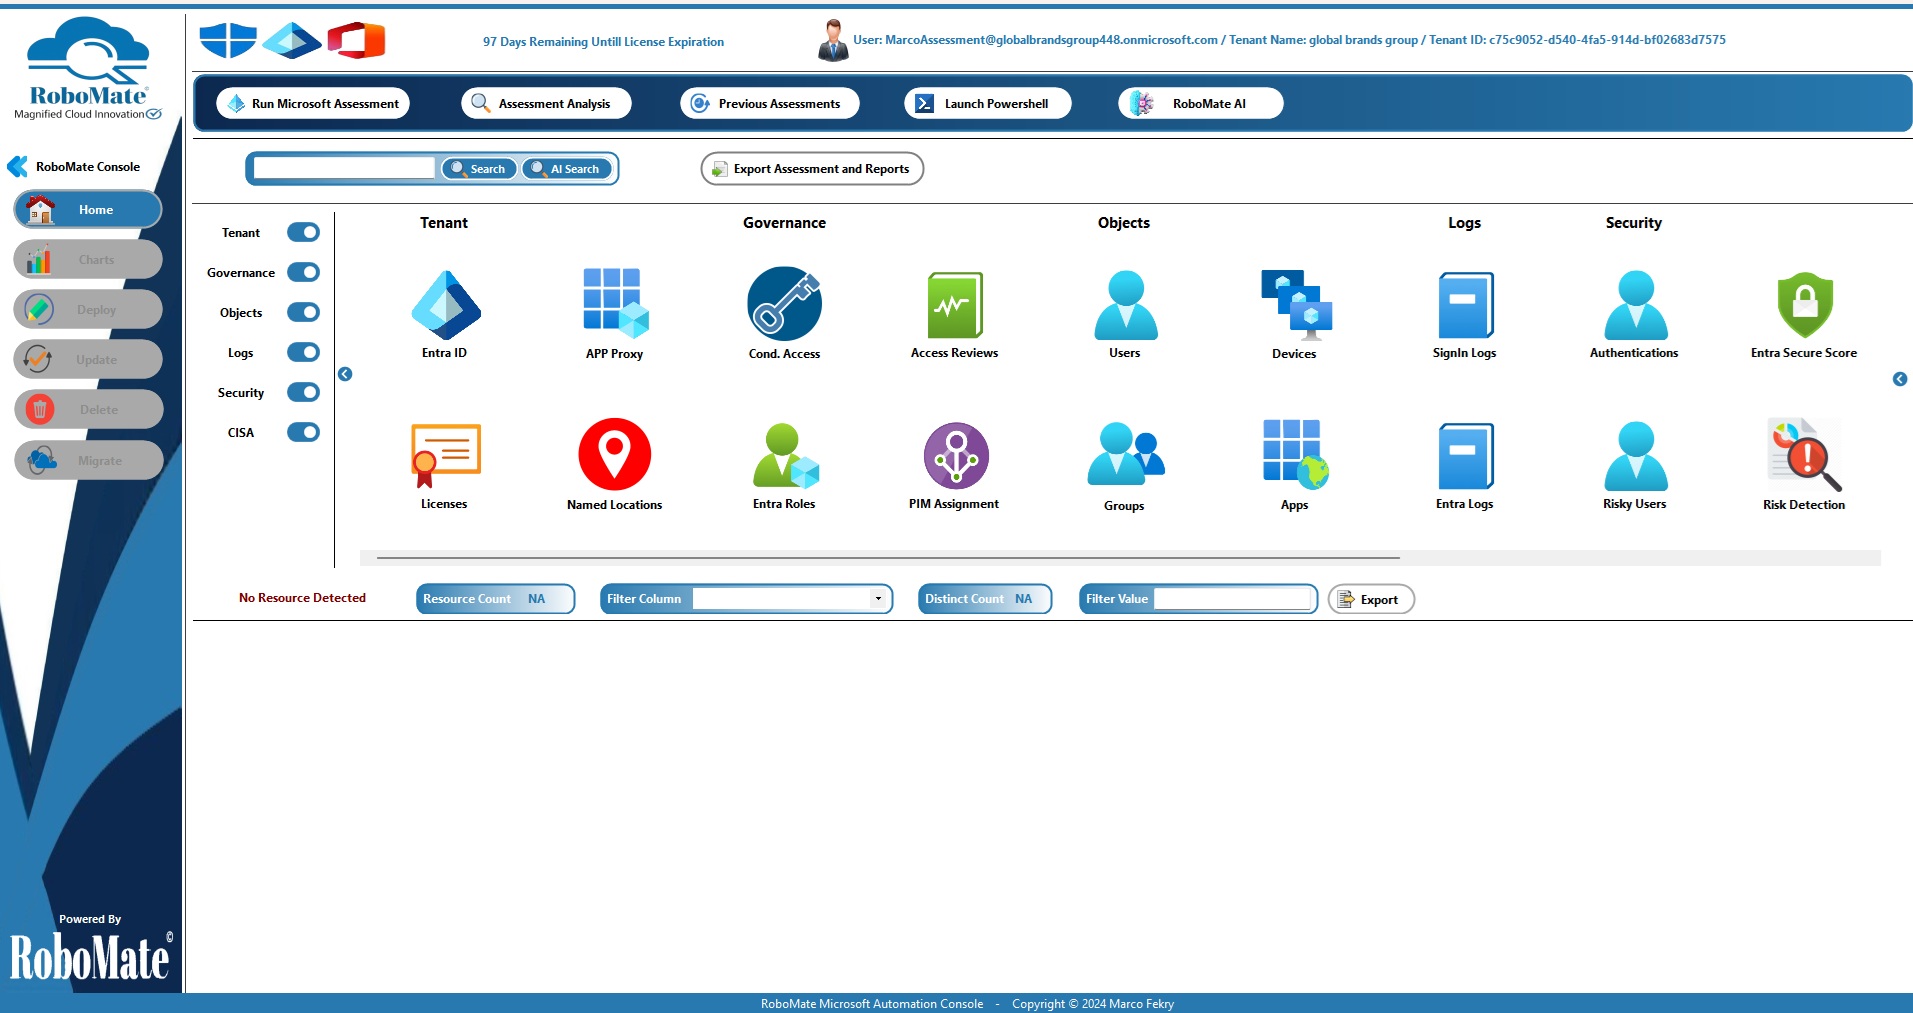 RoboMate
Magnified Cloud Innovation
97 Days Remaining Untill License Expiration
User: MarcoAssessment@globalbrandsgroup448.onmicrosoft.com / Tenant Name: global brands group / Tenant ID: c75c9052-d540-4fa5-914d-bf02683d7575
Run Microsoft Assessment
Assessment Analysis
Previous Assessments
Launch Powershell
RoboMate AI
RoboMate Console
Search
AI Search
Export Assessment and Reports
Home
Charts
Deploy
Update
Delete
Migrate
Tenant
Governance
Objects
Logs
Security
CISA
Tenant
Governance
Objects
Logs
Security
Entra ID
APP Proxy
Cond. Access
Access Reviews
Users
Devices
SignIn Logs
Authentications
Entra Secure Score
Licenses
Named Locations
Entra Roles
PIM Assignment
Groups
Apps
Entra Logs
Risky Users
Risk Detection
No Resource Detected
Resource Count NA
Filter Column
Distinct Count NA
Filter Value
Export
Powered By
RoboMate©
RoboMate Microsoft Automation Console - Copyright © 2024 Marco Fekry